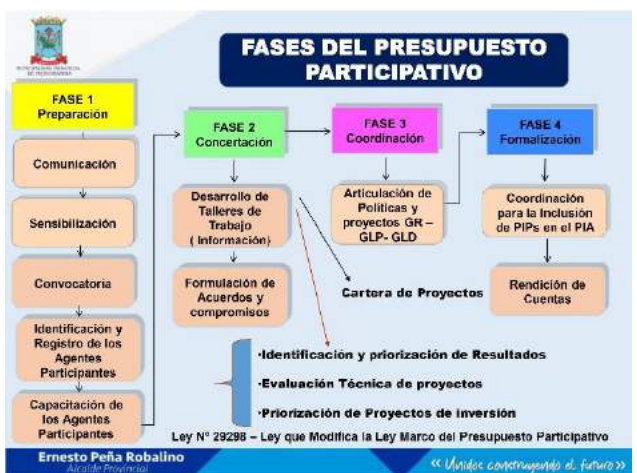 FASES DEL PRESUPUESTO
PARTICIPATIVO
FASE 1
Preparación
Comunicación
Sensibilización
Convocatoria
Identificación y
Registro de los
Agentes
Participantes
Capacitación de
los Agentes
Participantes
FASE 2
Concertación
Desarrollo de
Talleres de
Trabajo
( Información)
Formulación de
Acuerdos y
compromisos
FASE 3
Coordinación
Articulación de
Políticas y
proyectos GR –
GLP- GLD
FASE 4
Formalización
Coordinación
para la Inclusión
de PIPs en el PIA
Rendición de
Cuentas
Cartera de Proyectos
·Identificación y priorización de Resultados
·Evaluación Técnica de proyectos
·Priorización de Proyectos de inversión
Ley N° 29298 – Ley que Modifica la Ley Marco del Presupuesto Participativo
Ernesto Peña Robalino
Alcalde Provincial
<< Unidos construyendo el futuro >>